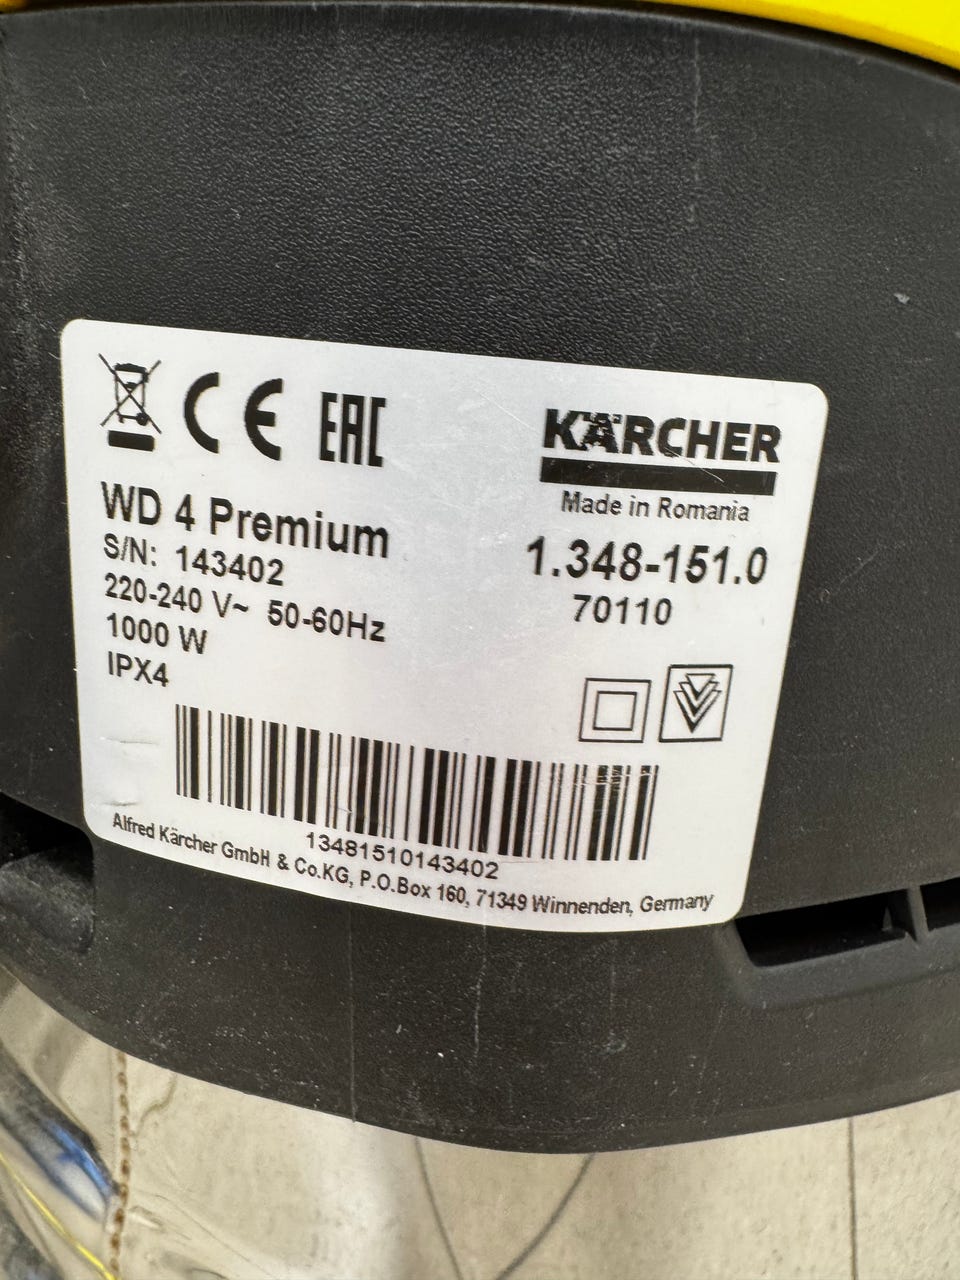 CE EAC
KÄRCHER
Made in Romania
WD 4 Premium
1.348-151.0
S/N: 143402
70110
220-240 V~ 50-60Hz
1000 W
IPX4
13481510143402
Alfred Kärcher GmbH & Co.KG, P.O.Box 160, 71349 Winnenden, Germany